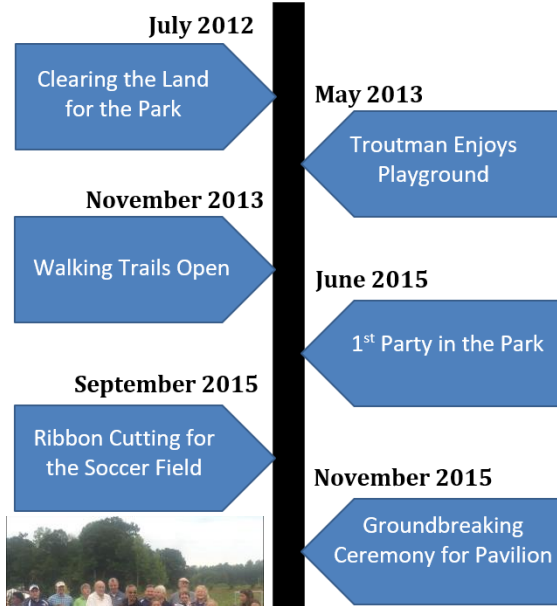 July 2012
Clearing the Land
for the Park
May 2013
Troutman Enjoys
Playground
November 2013
Walking Trails Open
June 2015
1st Party in the Park
September 2015
Ribbon Cutting for
the Soccer Field
November 2015
Groundbreaking
Ceremony for Pavilion